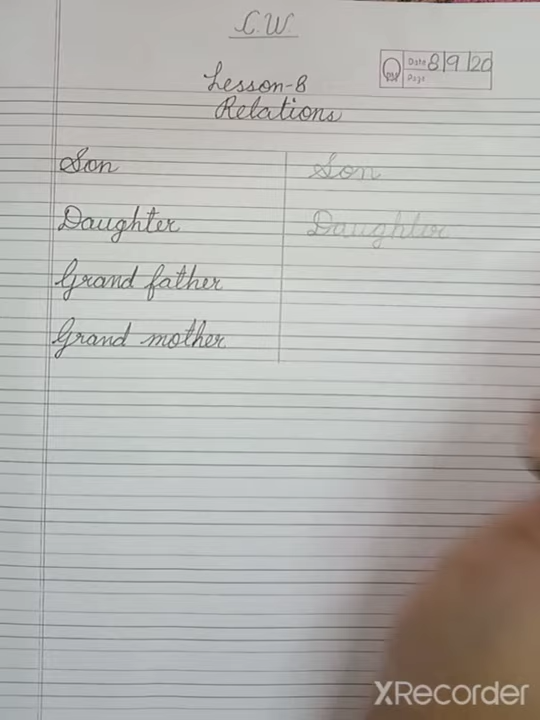 C.W.
Date 8/9/20
Page
Lesson-8
Relations
Son Son
Daughter Daughter
Grand father
Grand mother
XRecorder